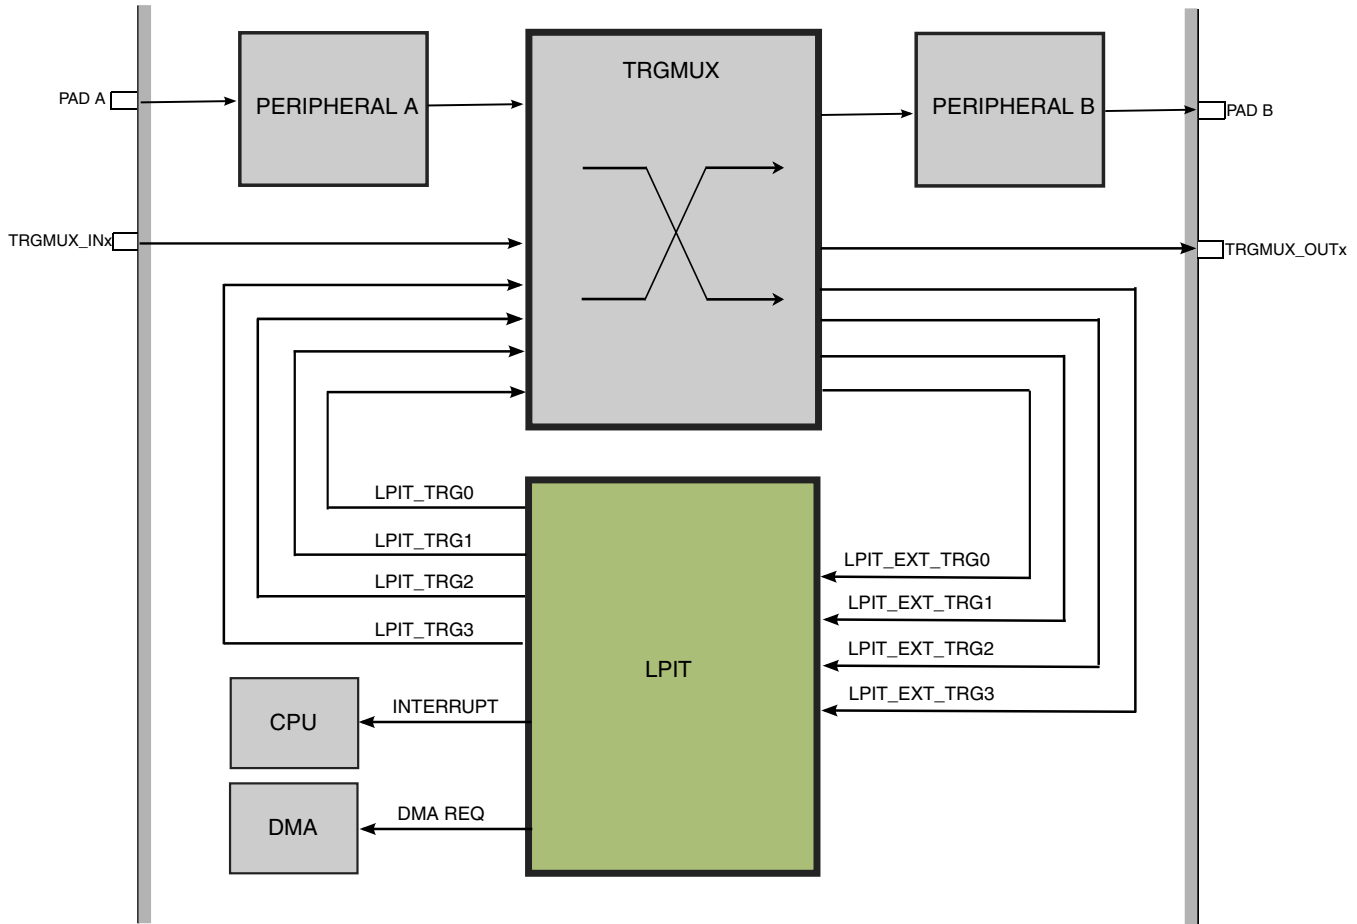 TRGMUX
PAD A
PERIPHERAL A
PERIPHERAL B
PAD B
TRGMUX_INx
TRGMUX_OUTx
LPIT_TRG0
LPIT_TRG1
LPIT_TRG2
LPIT_TRG3
LPIT_EXT_TRG0
LPIT_EXT_TRG1
LPIT_EXT_TRG2
LPIT_EXT_TRG3
LPIT
INTERRUPT
CPU
DMA REQ
DMA